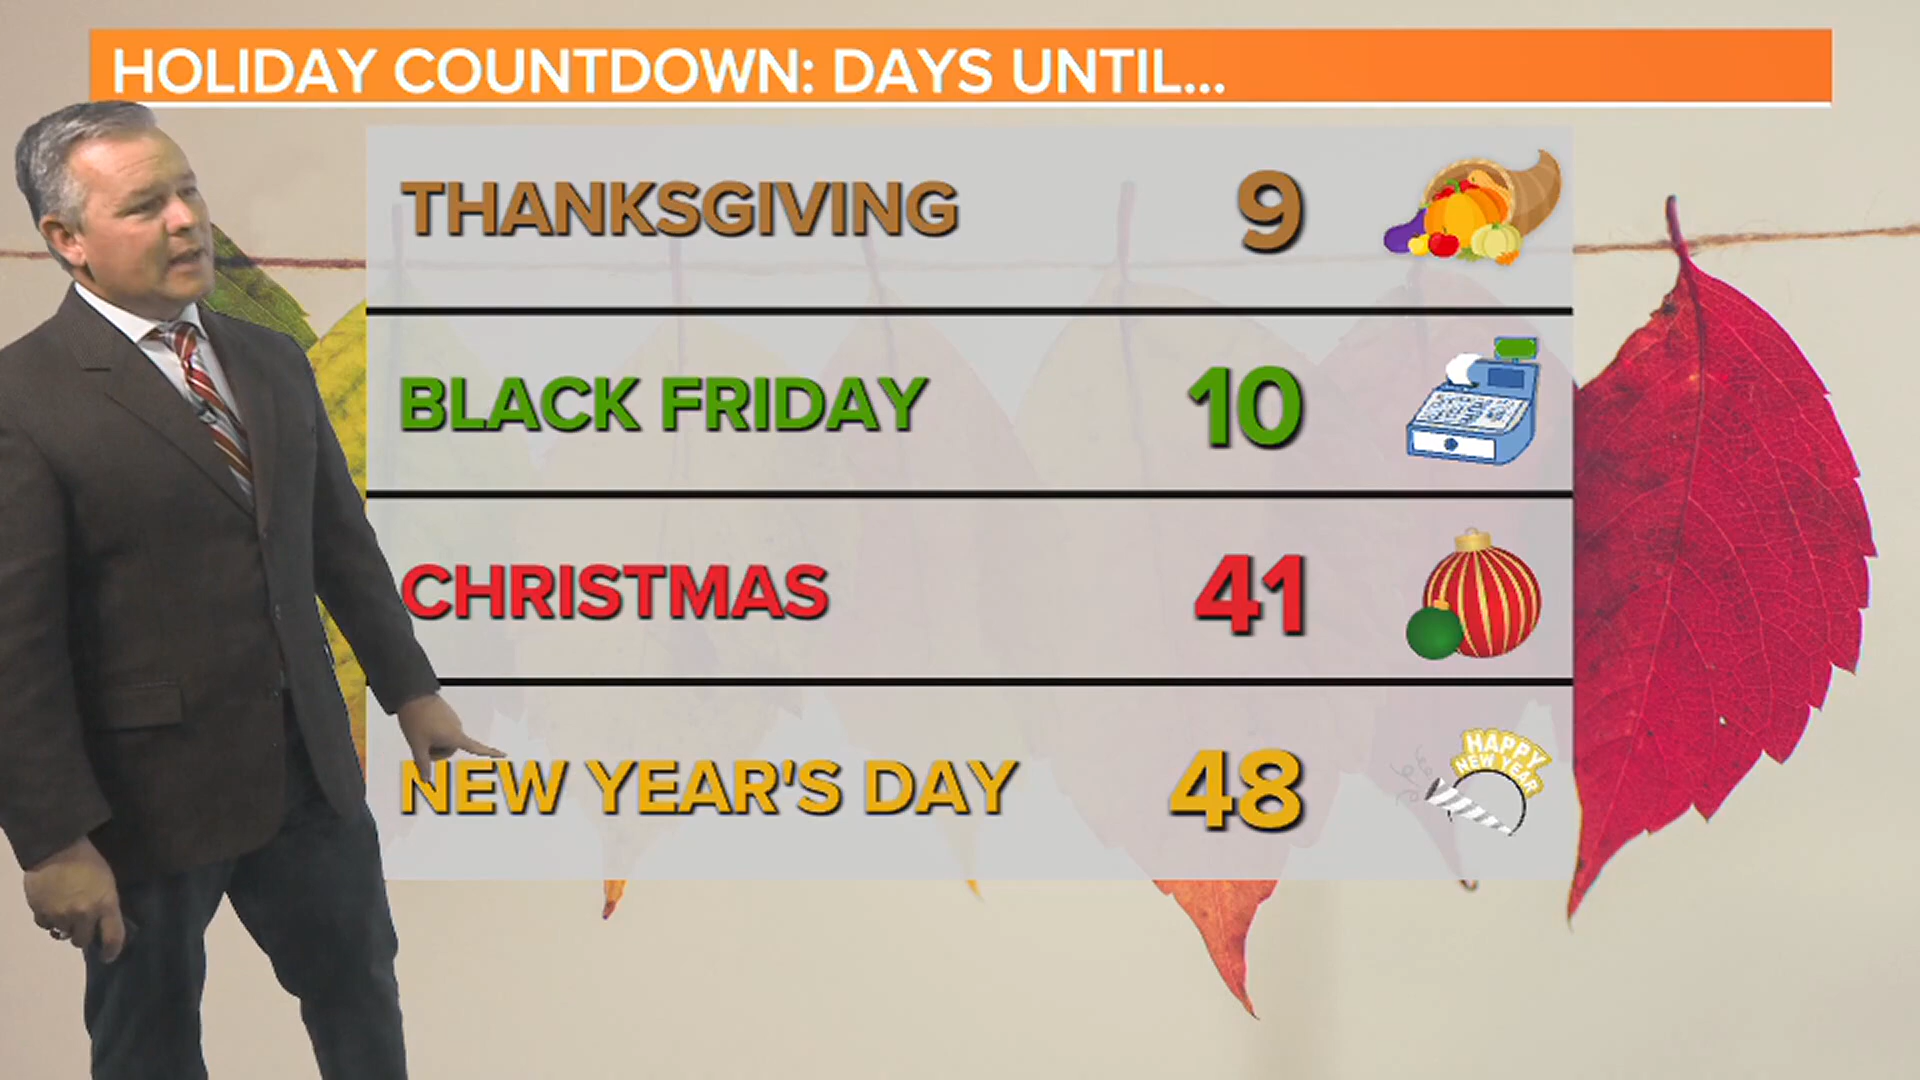 HOLIDAY COUNTDOWN: DAYS UNTIL...
THANKSGIVING 9
BLACK FRIDAY 10
CHRISTMAS 41
NEW YEAR'S DAY 48
HAPPY
NEW YEAR